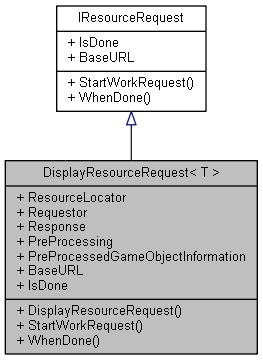 IResourceRequest
+ IsDone
+ BaseURL
+ StartWorkRequest()
+ WhenDone()
DisplayResourceRequest< T >
+ ResourceLocator
+ Requestor
+ Response
+ PreProcessing
+ PreProcessedGameObjectInformation
+ BaseURL
+ IsDone
+ DisplayResourceRequest()
+ StartWorkRequest()
+ WhenDone()